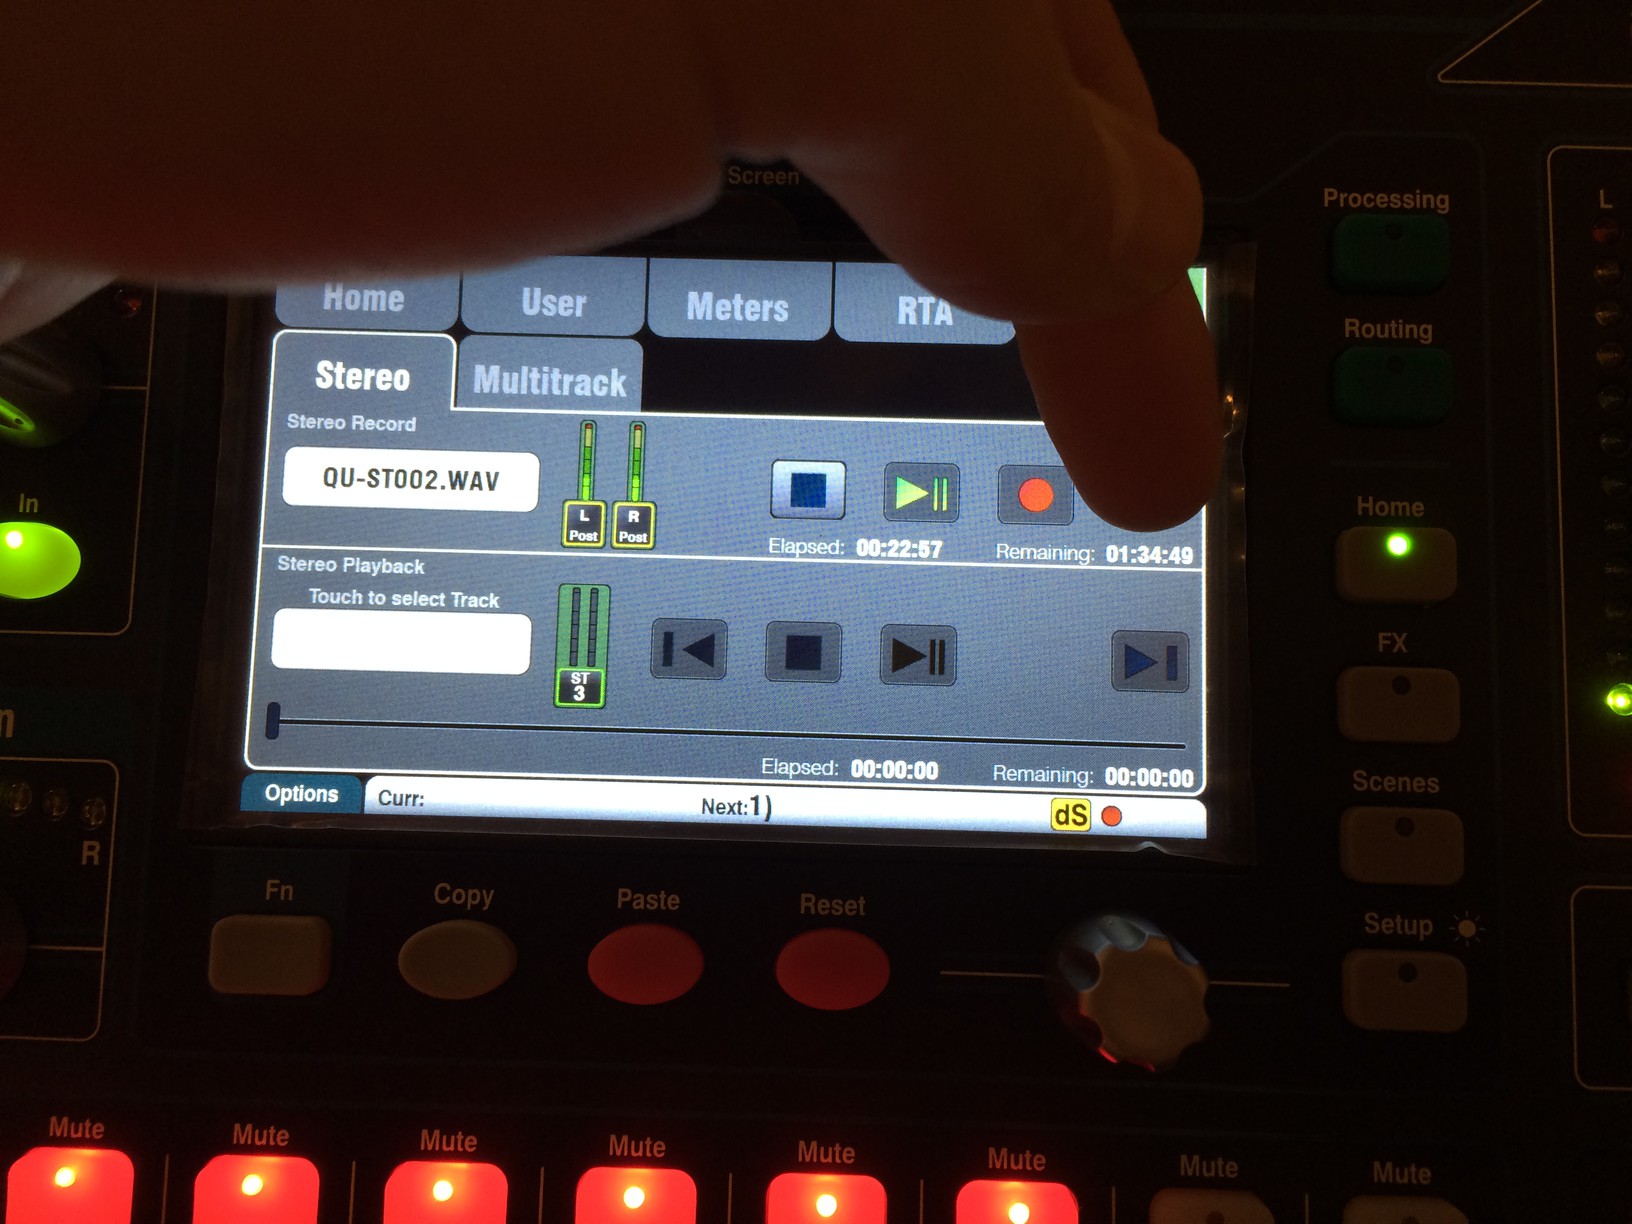 Screen
Processing
L
Home User Meters RTA
Routing
Stereo Multitrack
Stereo Record
QU-ST002.WAV
L
Post
R
Post
In
Home
Elapsed: 00:22:57 Remaining: 01:34:49
Stereo Playback
Touch to select Track
FX
ST
3
Elapsed: 00:00:00 Remaining: 00:00:00
Scenes
Options Curr: Next:1) dS
R
Fn Copy Paste Reset
Setup
Mute Mute Mute Mute Mute Mute Mute Mute